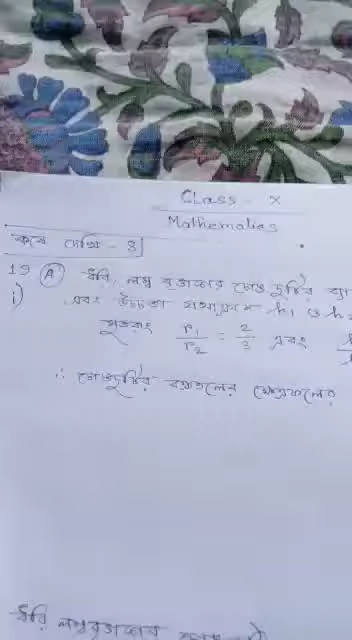 Class - X
Mathematics
কষে দেখি - 8
19 (A) ধরি, লম্ব বৃত্তাকার চোঙ দুটির ব্যা
i) এবং উচ্চতা যথাক্রমে h₁ ও h₂
সুতরাং r₁/r₂ = 2/3 এবং h
∴ চোঙদুটির বক্রতলের ক্ষেত্রফলের
ধরি লম্ববৃত্তাকার